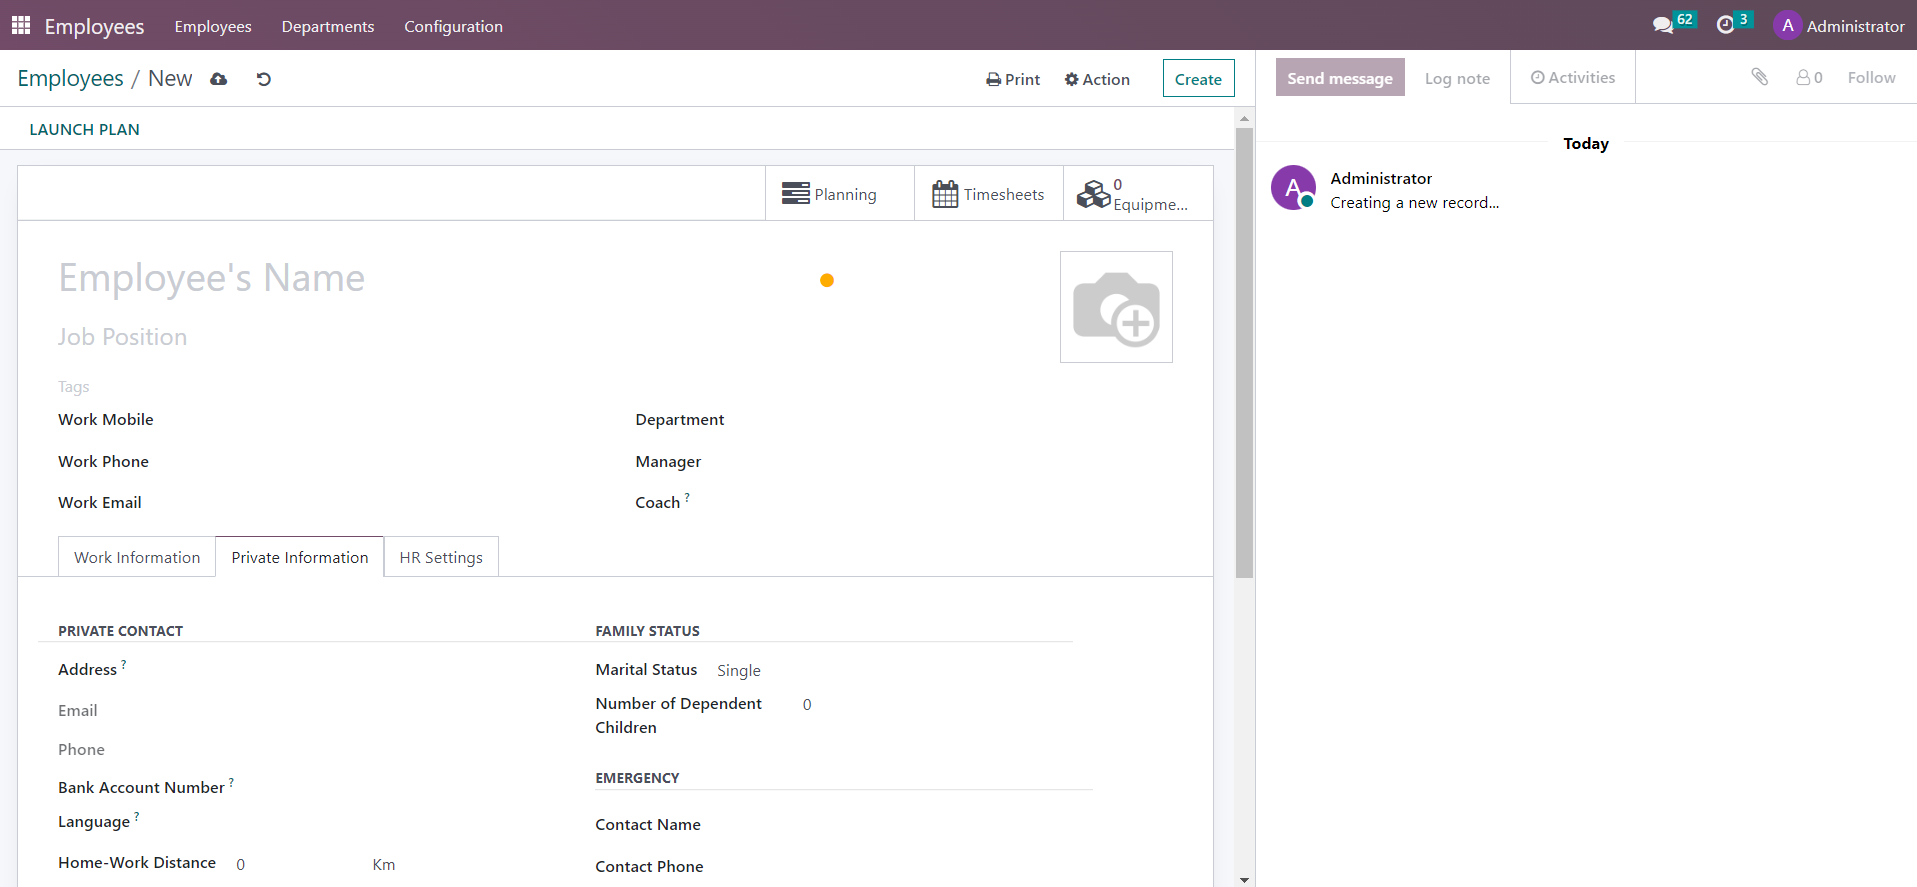 Employees Employees Departments Configuration 62 3 A Administrator
Employees / New Print Action Create
Send message Log note Activities 0 Follow
LAUNCH PLAN
Today
Planning Timesheets 0 Equipme...
A Administrator
Creating a new record...
Employee's Name
Job Position
Tags
Work Mobile
Work Phone
Work Email
Department
Manager
Coach ?
Work Information Private Information HR Settings
PRIVATE CONTACT
Address ?
Email
Phone
Bank Account Number ?
Language ?
Home-Work Distance 0 Km
FAMILY STATUS
Marital Status Single
Number of Dependent 0
Children
EMERGENCY
Contact Name
Contact Phone